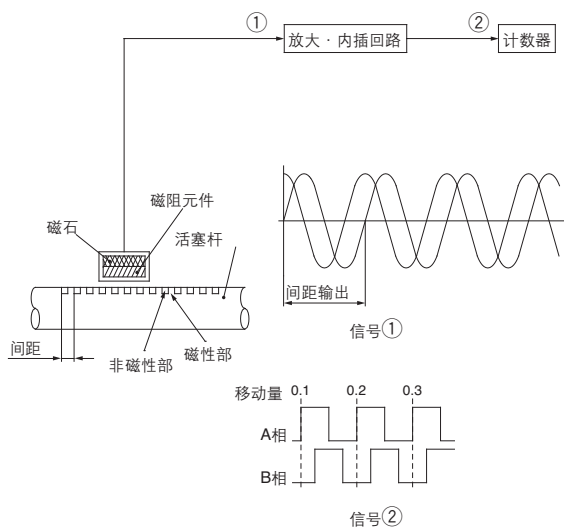 ① 放大·内插回路 ② 计数器
磁阻元件
磁石
活塞杆
间距
非磁性部
磁性部
间距输出
信号①
移动量 0.1 0.2 0.3
A相
B相
信号②